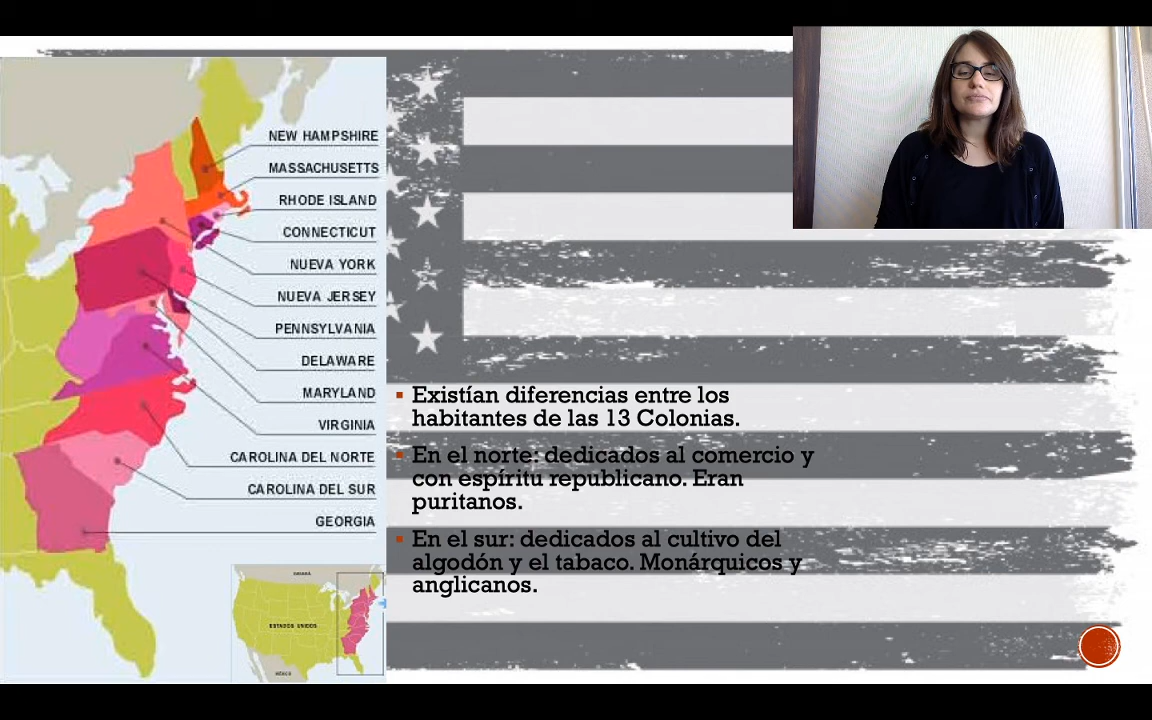 NEW HAMPSHIRE
MASSACHUSETTS
RHODE ISLAND
CONNECTICUT
NUEVA YORK
NUEVA JERSEY
PENNSYLVANIA
DELAWARE
MARYLAND
VIRGINIA
CAROLINA DEL NORTE
CAROLINA DEL SUR
GEORGIA
CANADÁ
ESTADOS UNIDOS
MÉXICO
Existían diferencias entre los
habitantes de las 13 Colonias.
En el norte: dedicados al comercio y
con espíritu republicano. Eran
puritanos.
En el sur: dedicados al cultivo del
algodón y el tabaco. Monárquicos y
anglicanos.